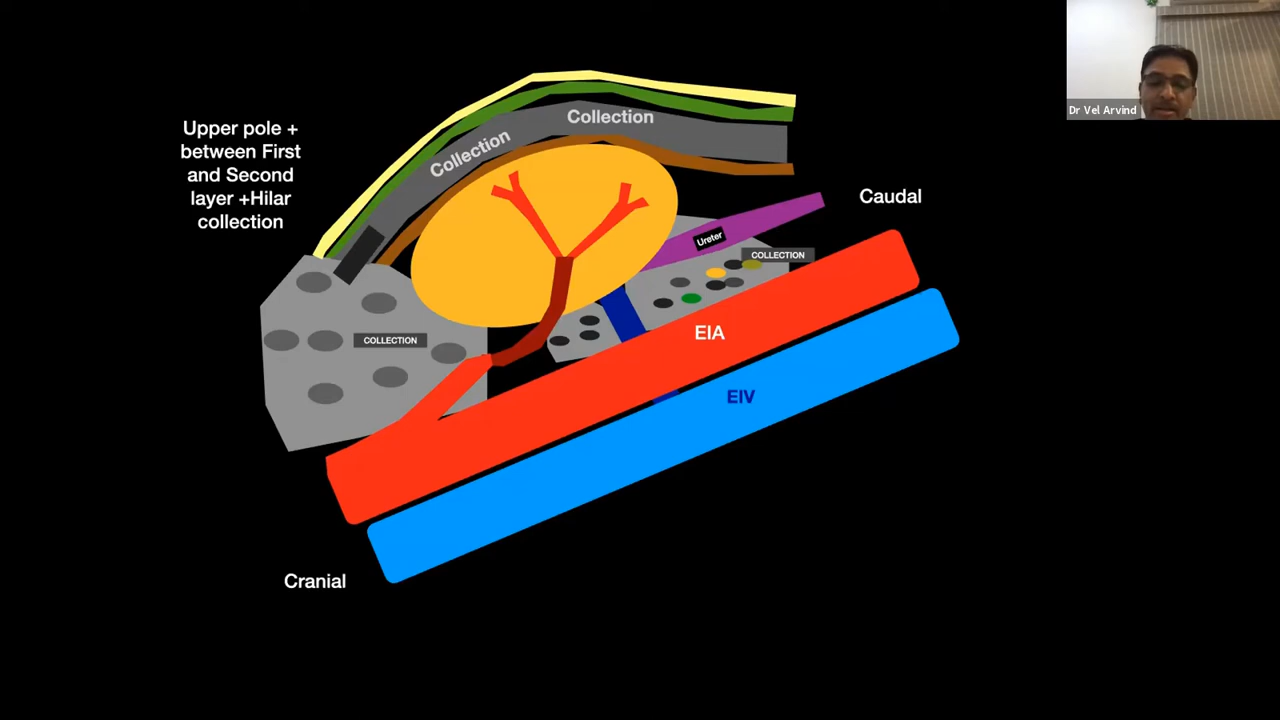 Dr Vel Arvind
Collection
Collection
Upper pole +
between First
and Second
layer +Hilar
collection
Caudal
Ureter
COLLECTION
COLLECTION
EIA
EIV
Cranial